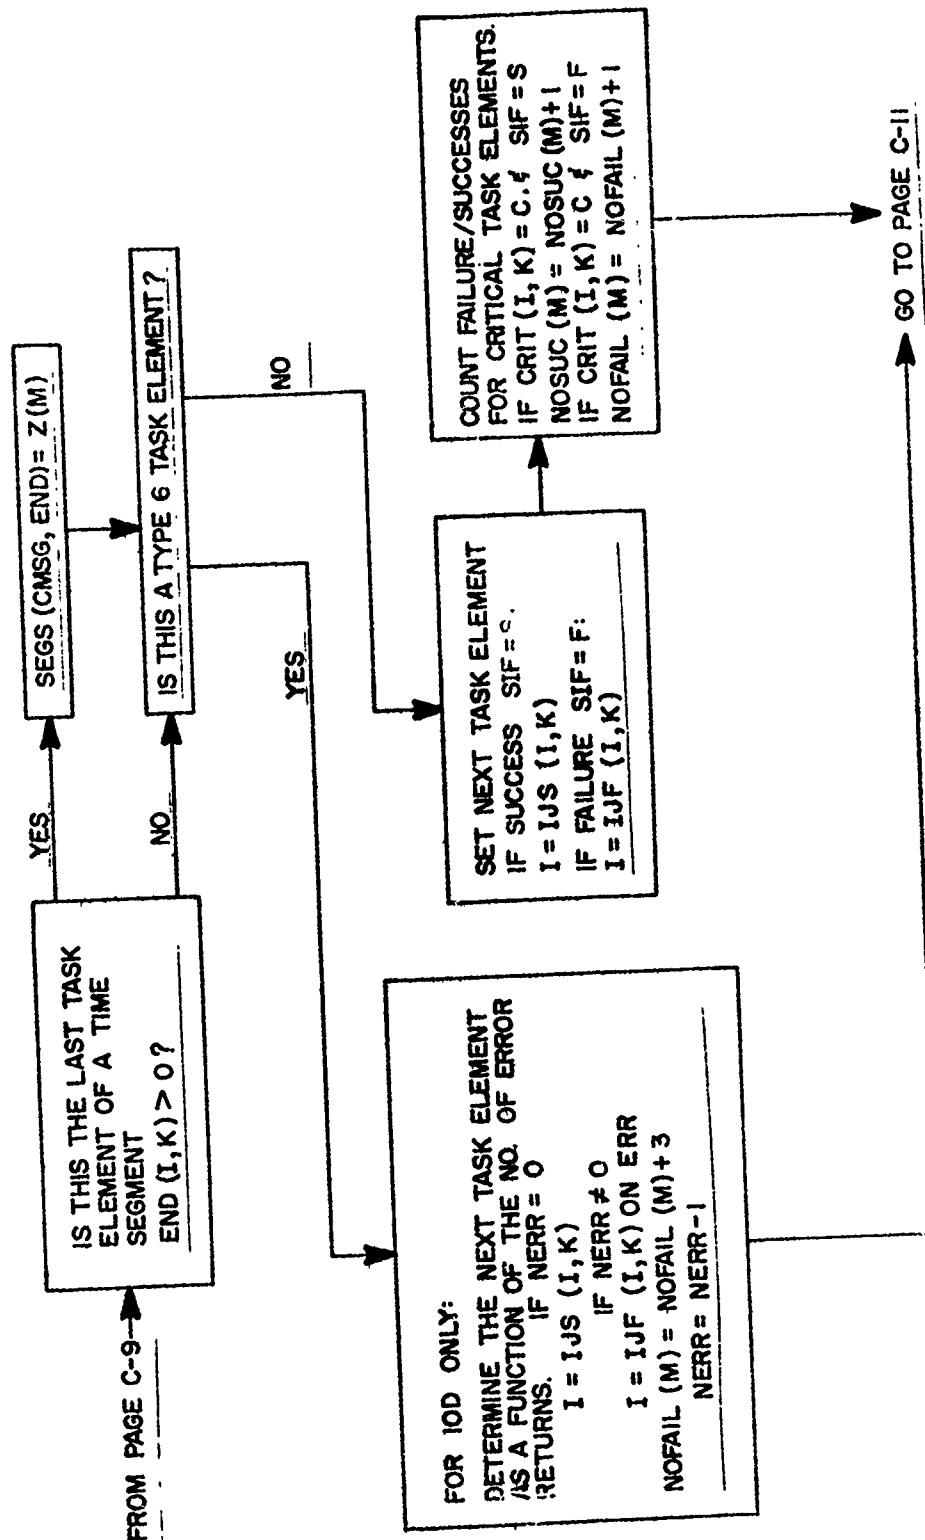 FROM PAGE C-9
IS THIS THE LAST TASK
ELEMENT OF A TIME
SEGMENT
END (I,K) > 0?
YES
NO
SEGS (CMSG, END) = Z (M)
IS THIS A TYPE 6 TASK ELEMENT?
YES
NO
FOR IOD ONLY:
DETERMINE THE NEXT TASK ELEMENT
AS A FUNCTION OF THE NO. OF ERROR
RETURNS. IF NERR = 0
I = IJS (I,K)
IF NERR ≠ 0
I = IJF (I,K) ON ERR
NOFAIL (M) = NOFAIL (M)+3
NERR = NERR-1
SET NEXT TASK ELEMENT
IF SUCCESS SIF=S.
I = IJS (I,K)
IF FAILURE SIF=F:
I = IJF (I,K)
COUNT FAILURE/SUCCESSES
FOR CRITICAL TASK ELEMENTS.
IF CRIT (I,K) = C. & SIF=S
NOSUC (M) = NOSUC (M)+1
IF CRIT (I,K) = C & SIF=F
NOFAIL (M) = NOFAIL (M)+1
GO TO PAGE C-11